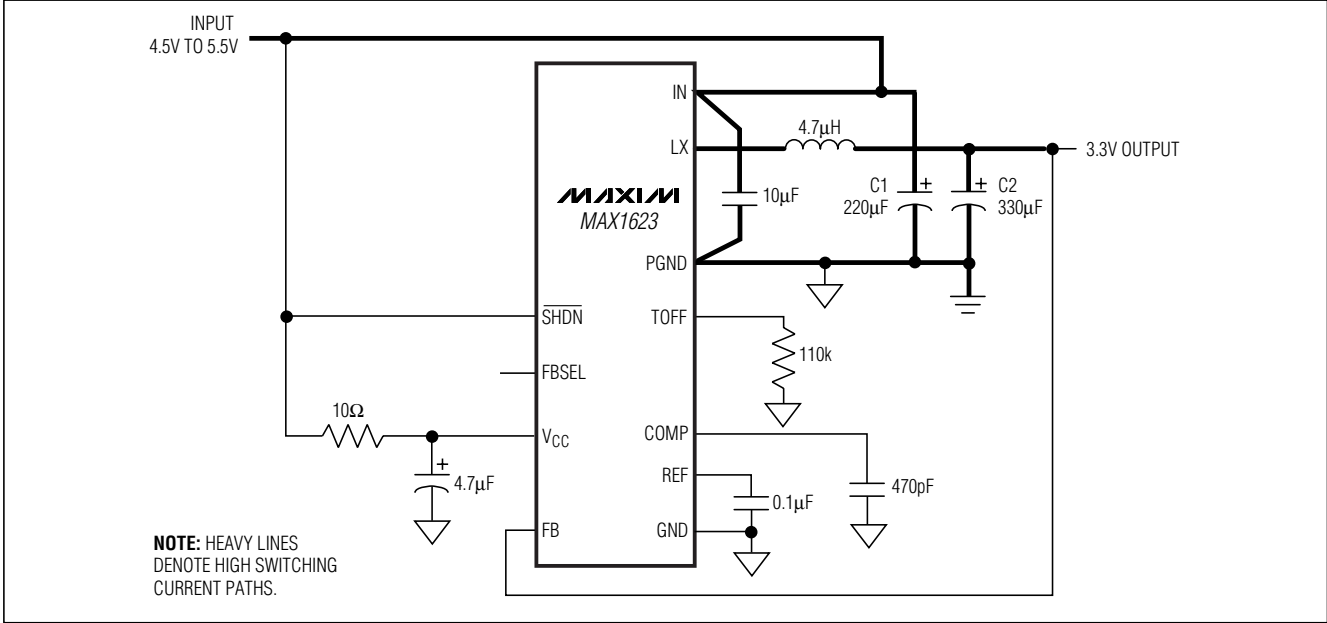 INPUT
4.5V TO 5.5V
IN
4.7μH
LX
3.3V OUTPUT
MAXIM
MAX1623
10μF
C1
220μF
+
+
C2
330μF
PGND
SHDN
TOFF
110k
FBSEL
10Ω
VCC
COMP
+
4.7μF
REF
0.1μF
470pF
FB
GND
NOTE: HEAVY LINES
DENOTE HIGH SWITCHING
CURRENT PATHS.